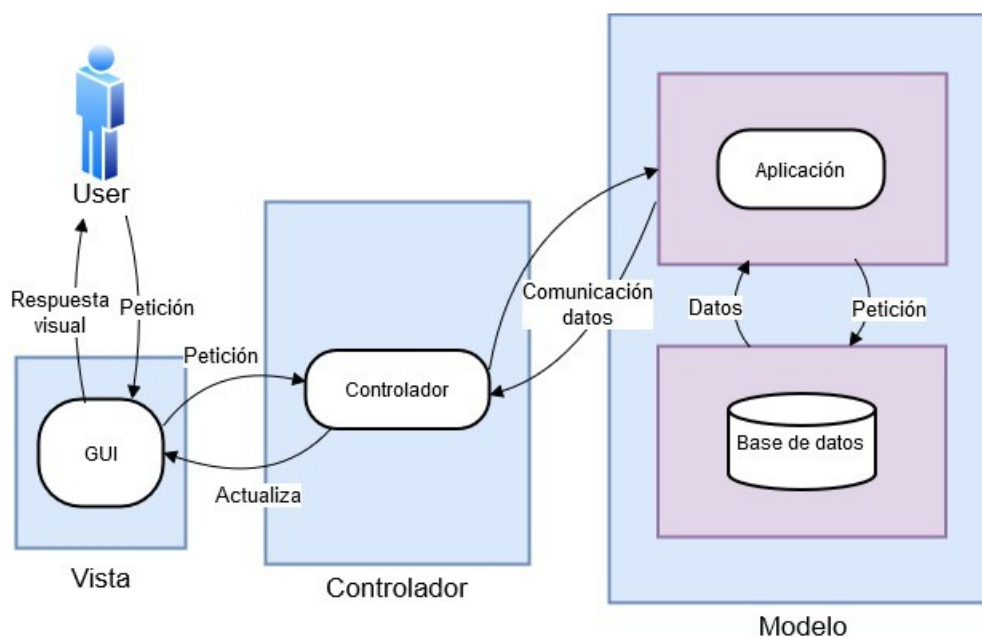 User
Respuesta
visual
Petición
Petición
GUI
Actualiza
Vista
Controlador
Controlador
Comunicación
datos
Aplicación
Datos
Petición
Base de datos
Modelo